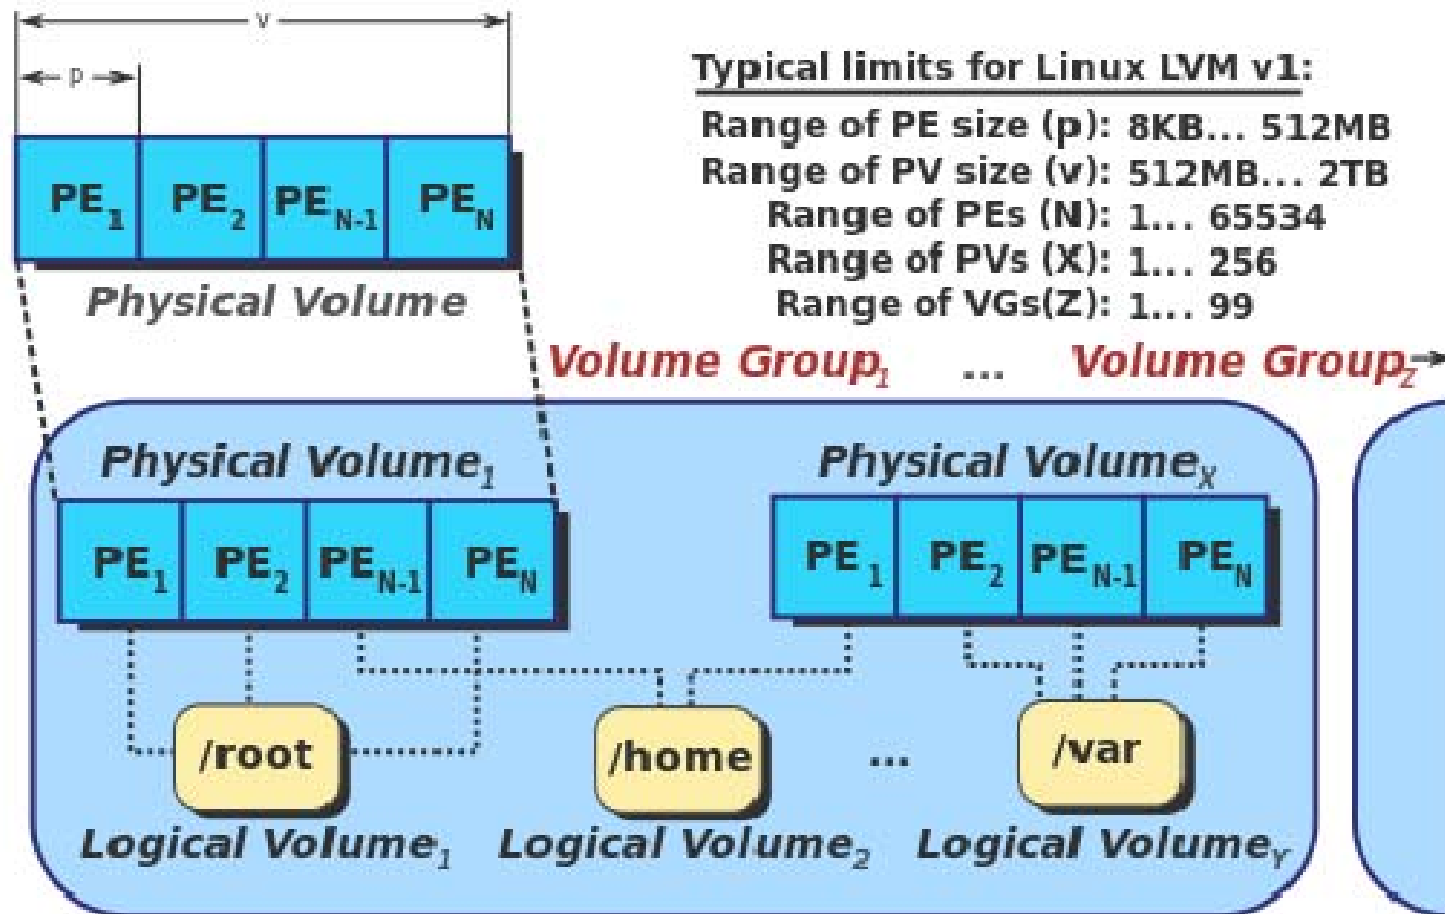 v
p
PE1 PE2 PEN-1 PEN
Physical Volume
Typical limits for Linux LVM v1:
Range of PE size (p): 8KB... 512MB
Range of PV size (v): 512MB... 2TB
Range of PEs (N): 1... 65534
Range of PVs (X): 1... 256
Range of VGs(Z): 1... 99
Volume Group1 ... Volume GroupZ
Physical Volume1 Physical VolumeX
PE1 PE2 PEN-1 PEN PE1 PE2 PEN-1 PEN
/root /home ... /var
Logical Volume1 Logical Volume2 Logical VolumeY